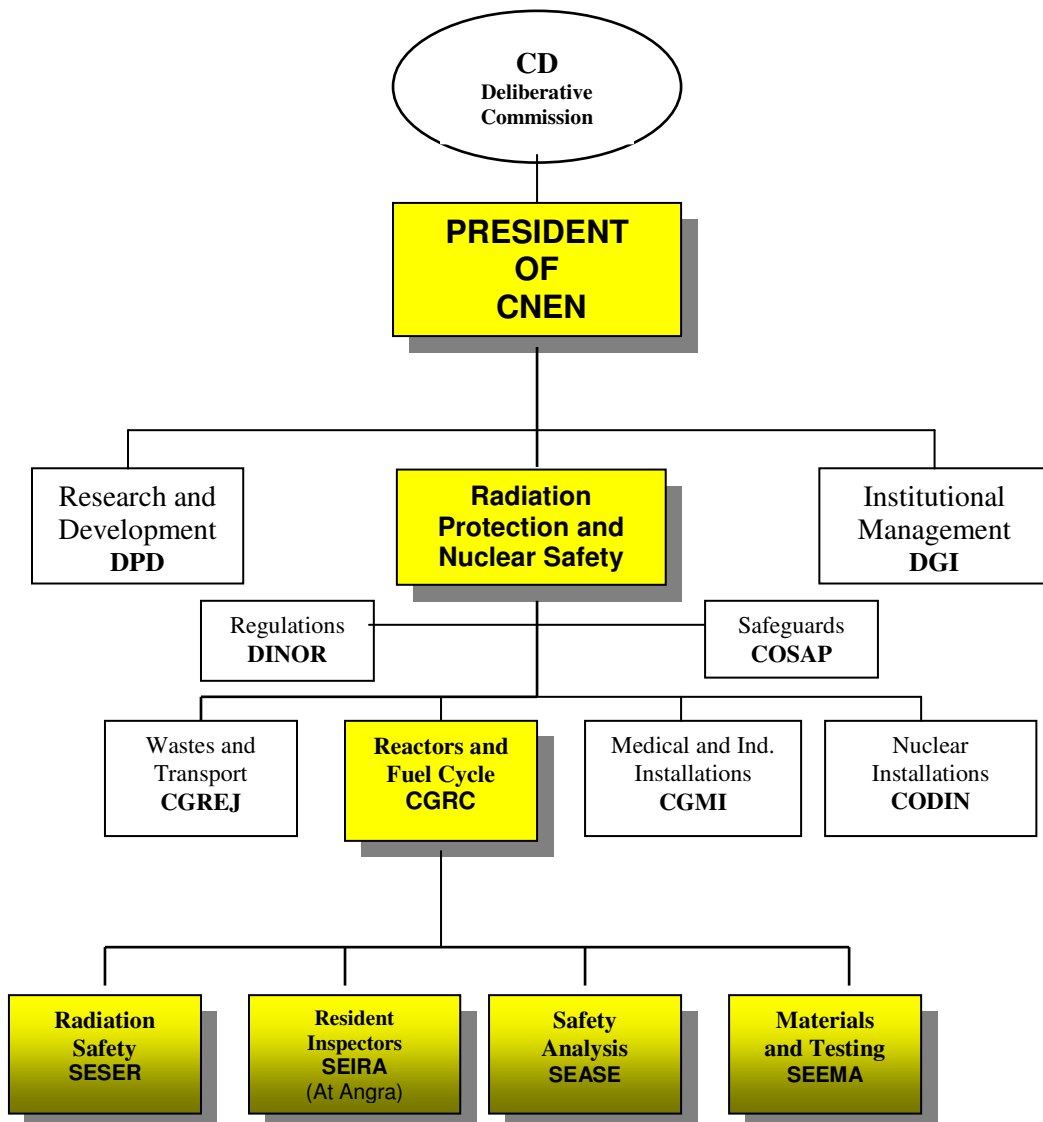 CD
Deliberative
Commission
PRESIDENT
OF
CNEN
Research and
Development
DPD
Radiation
Protection and
Nuclear Safety
Institutional
Management
DGI
Regulations
DINOR
Safeguards
COSAP
Wastes and
Transport
CGREJ
Reactors and
Fuel Cycle
CGRC
Medical and Ind.
Installations
CGMI
Nuclear
Installations
CODIN
Radiation
Safety
SESER
Resident
Inspectors
SEIRA
(At Angra)
Safety
Analysis
SEASE
Materials
and Testing
SEEMA